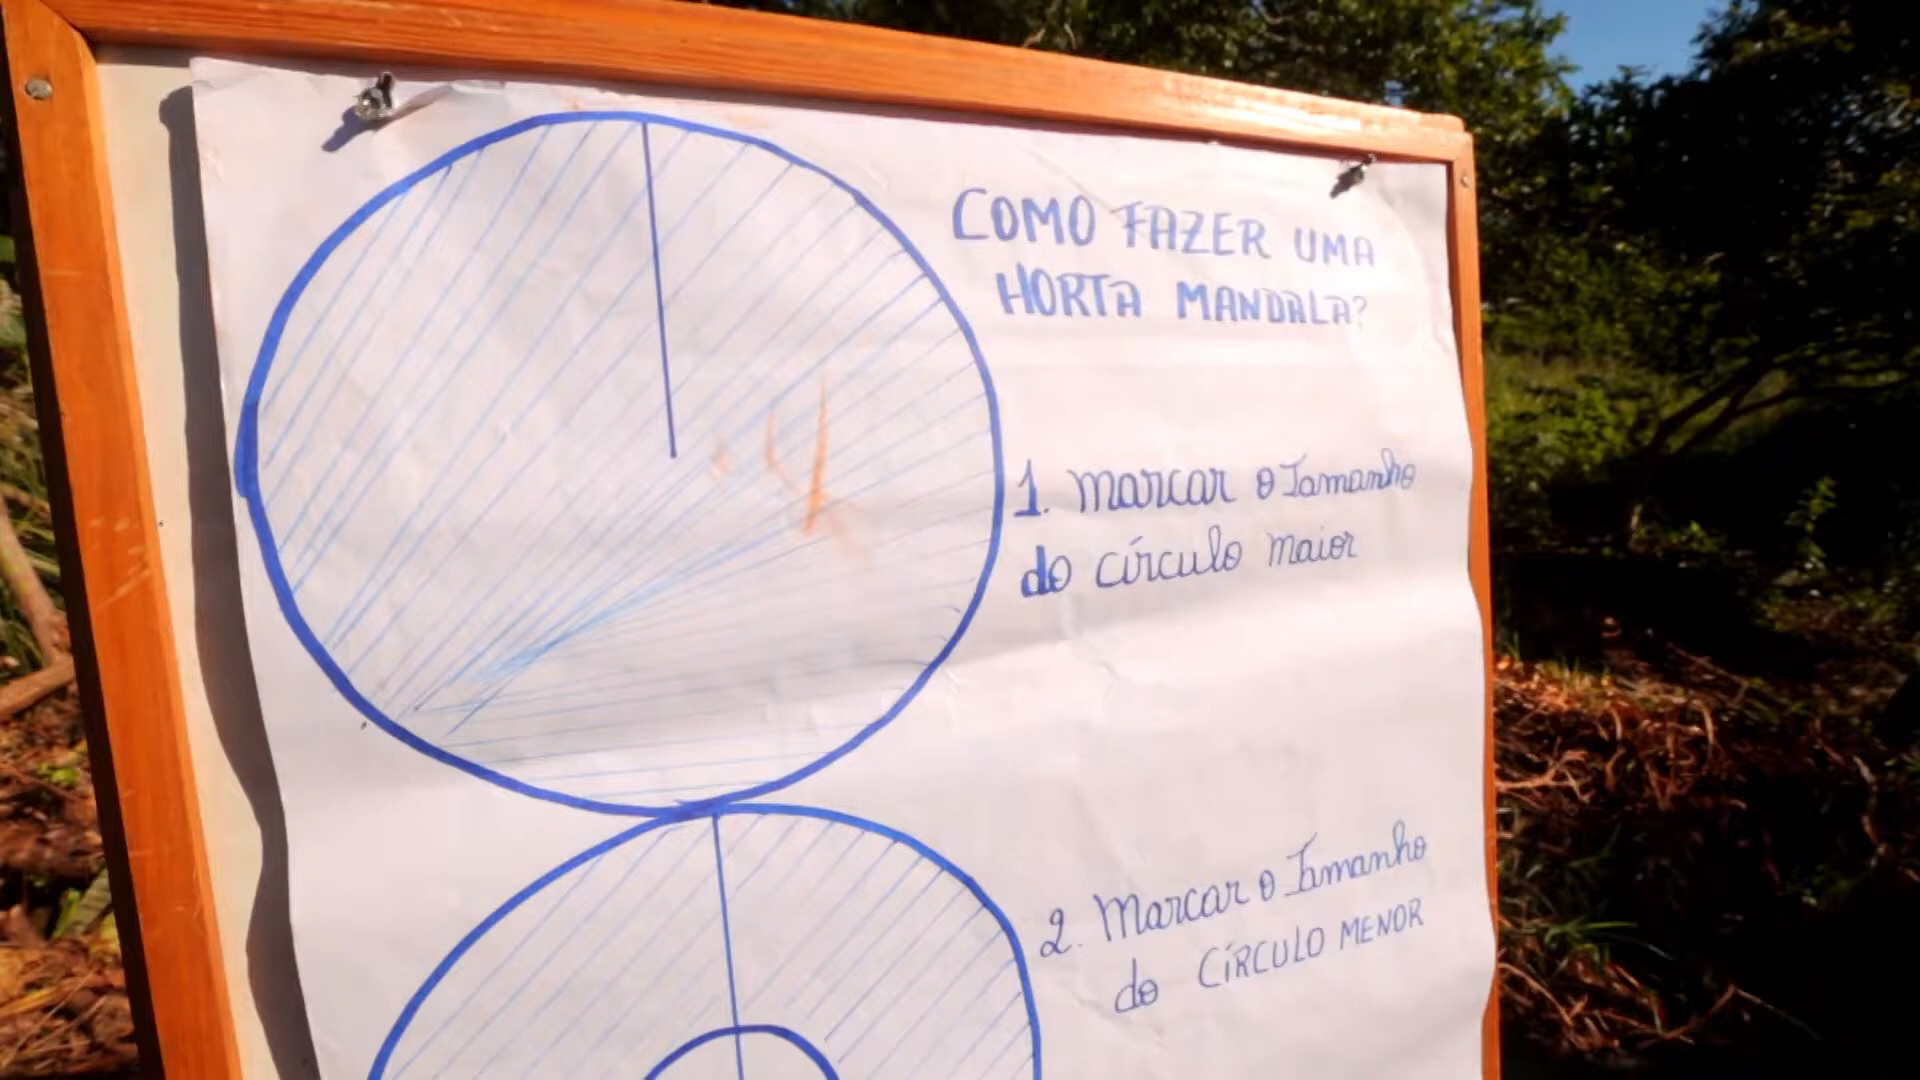 COMO FAZER UMA
HORTA MANDALA?
1. Marcar o Tamanho
do círculo maior
2. Marcar o Tamanho
do CÍRCULO MENOR